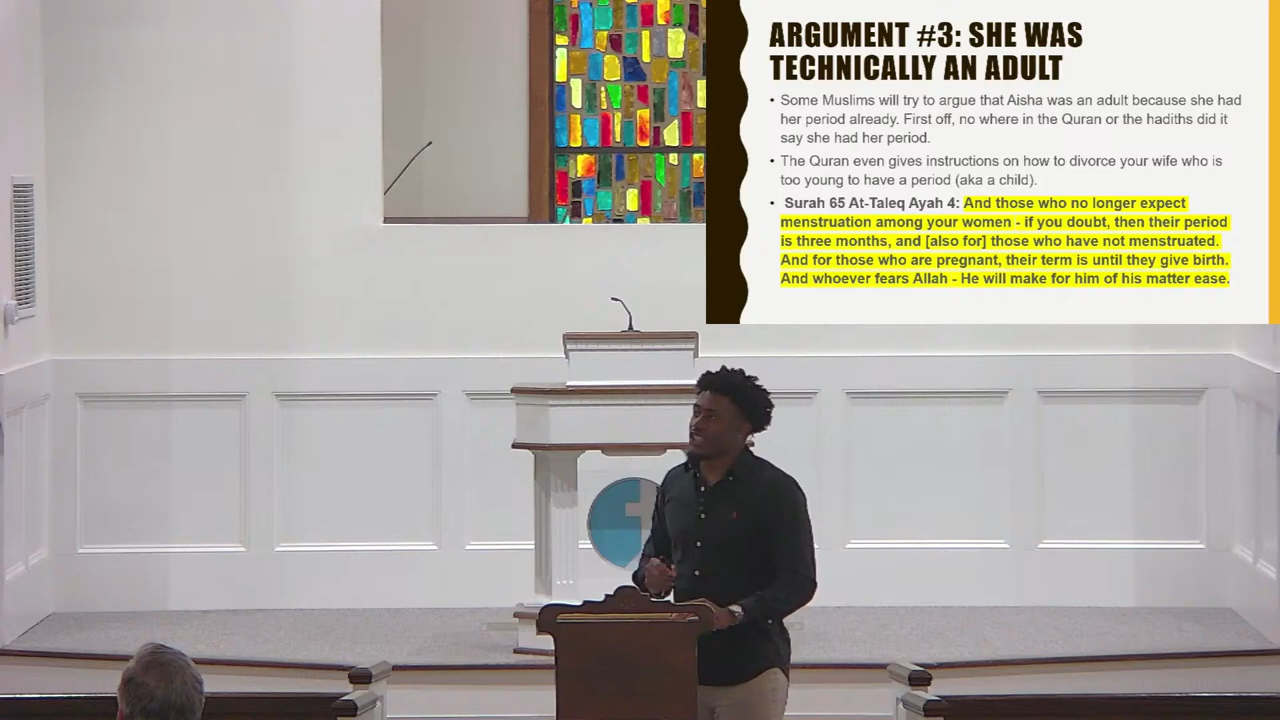 ARGUMENT #3: SHE WAS
TECHNICALLY AN ADULT
• Some Muslims will try to argue that Aisha was an adult because she had
her period already. First off, no where in the Quran or the hadiths did it
say she had her period.
• The Quran even gives instructions on how to divorce your wife who is
too young to have a period (aka a child).
• Surah 65 At-Taleq Ayah 4: And those who no longer expect
menstruation among your women - if you doubt, then their period
is three months, and [also for] those who have not menstruated.
And for those who are pregnant, their term is until they give birth.
And whoever fears Allah - He will make for him of his matter ease.